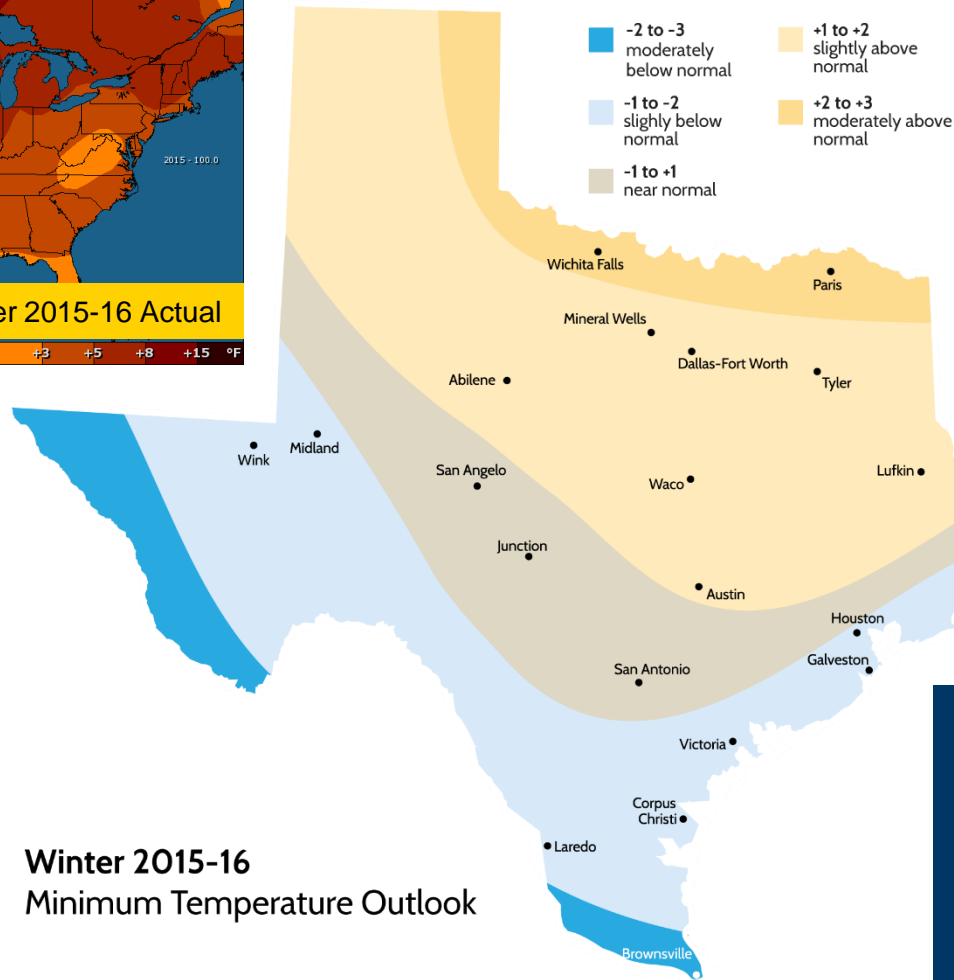 2015 - 100.0
er 2015-16 Actual
+3 +5 +8 +15 °F
-2 to -3
moderately
below normal
-1 to -2
slighly below
normal
-1 to +1
near normal
+1 to +2
slightly above
normal
+2 to +3
moderately above
normal
Wichita Falls
Paris
Mineral Wells
Dallas-Fort Worth
Abilene
Tyler
Wink
Midland
San Angelo
Waco
Lufkin
Junction
Austin
Houston
San Antonio
Galveston
Victoria
Corpus
Christi
Laredo
Brownsville
Winter 2015-16
Minimum Temperature Outlook